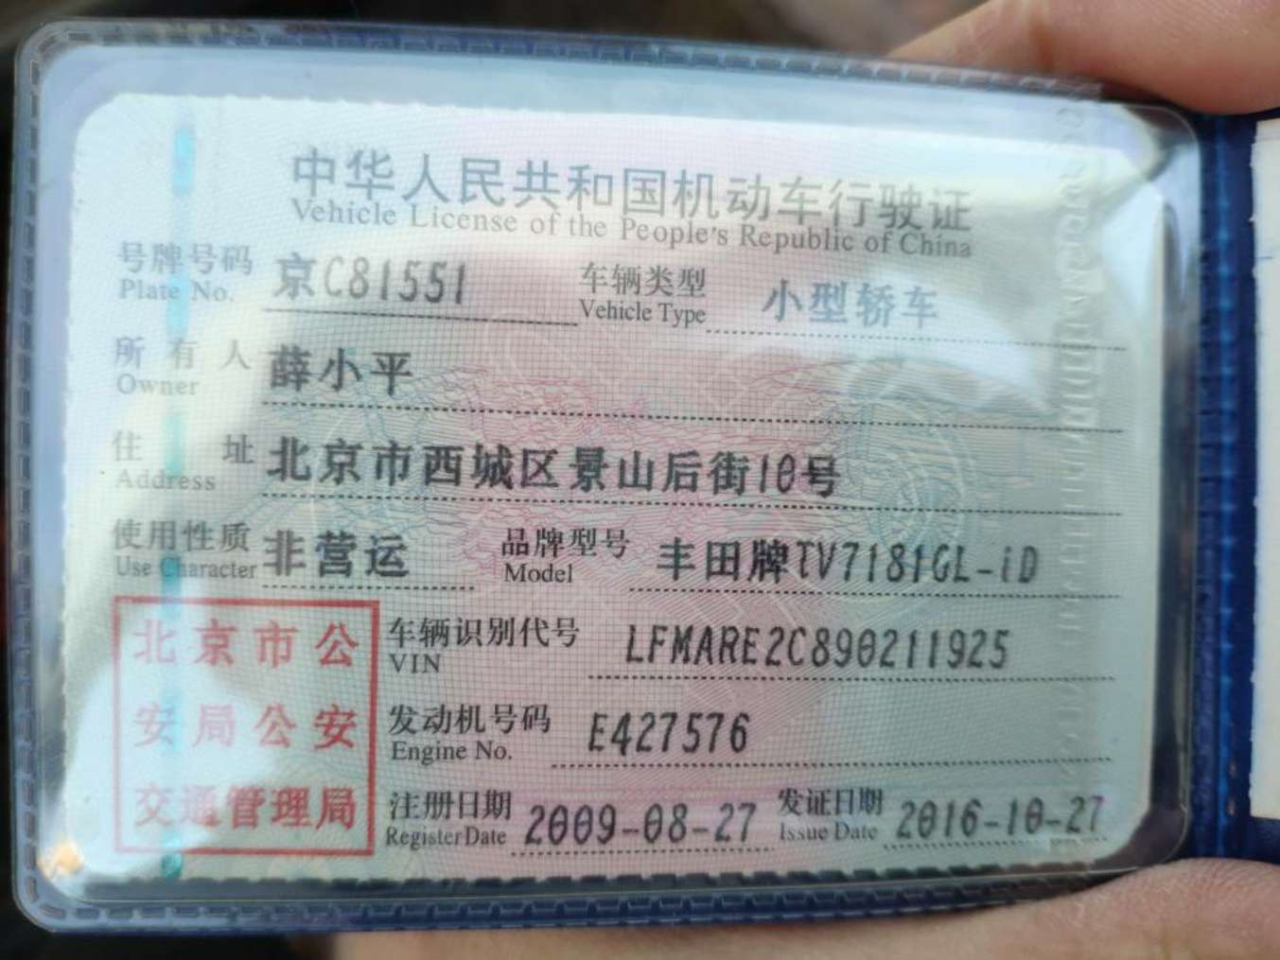 中华人民共和国机动车行驶证
Vehicle License of the People's Republic of China
号牌号码 京C81551 车辆类型 小型轿车
Plate No. Vehicle Type
所有人 薛小平
Owner
住址 北京市西城区景山后街10号
Address
使用性质 非营运 品牌型号 丰田牌TV7181GL-iD
Use Character Model
北京市公
安局公安
交通管理局
车辆识别代号 LFMARE2C890211925
VIN
发动机号码 E427576
Engine No.
注册日期 2009-08-27 发证日期 2016-10-27
Register Date Issue Date